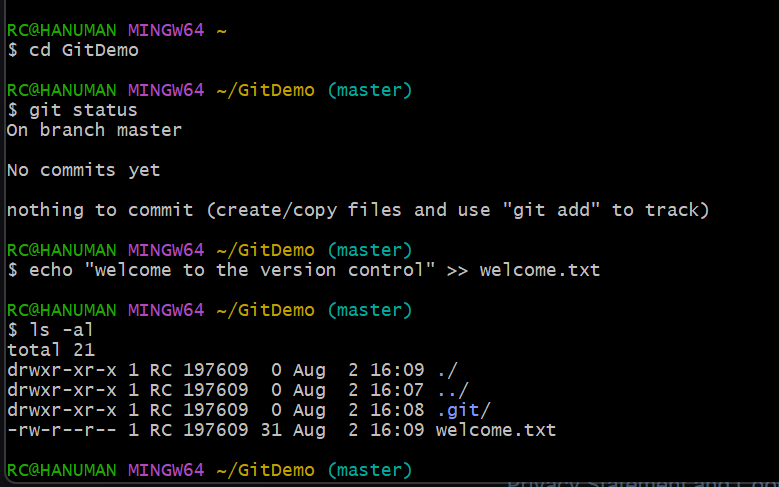 RC@HANUMAN MINGW64 ~
$ cd GitDemo
RC@HANUMAN MINGW64 ~/GitDemo (master)
$ git status
On branch master
No commits yet
nothing to commit (create/copy files and use "git add" to track)
RC@HANUMAN MINGW64 ~/GitDemo (master)
$ echo "welcome to the version control" >> welcome.txt
RC@HANUMAN MINGW64 ~/GitDemo (master)
$ ls -al
total 21
drwxr-xr-x 1 RC 197609  0 Aug  2 16:09 ./
drwxr-xr-x 1 RC 197609  0 Aug  2 16:07 ../
drwxr-xr-x 1 RC 197609  0 Aug  2 16:08 .git/
-rw-r--r-- 1 RC 197609 31 Aug  2 16:09 welcome.txt
RC@HANUMAN MINGW64 ~/GitDemo (master)